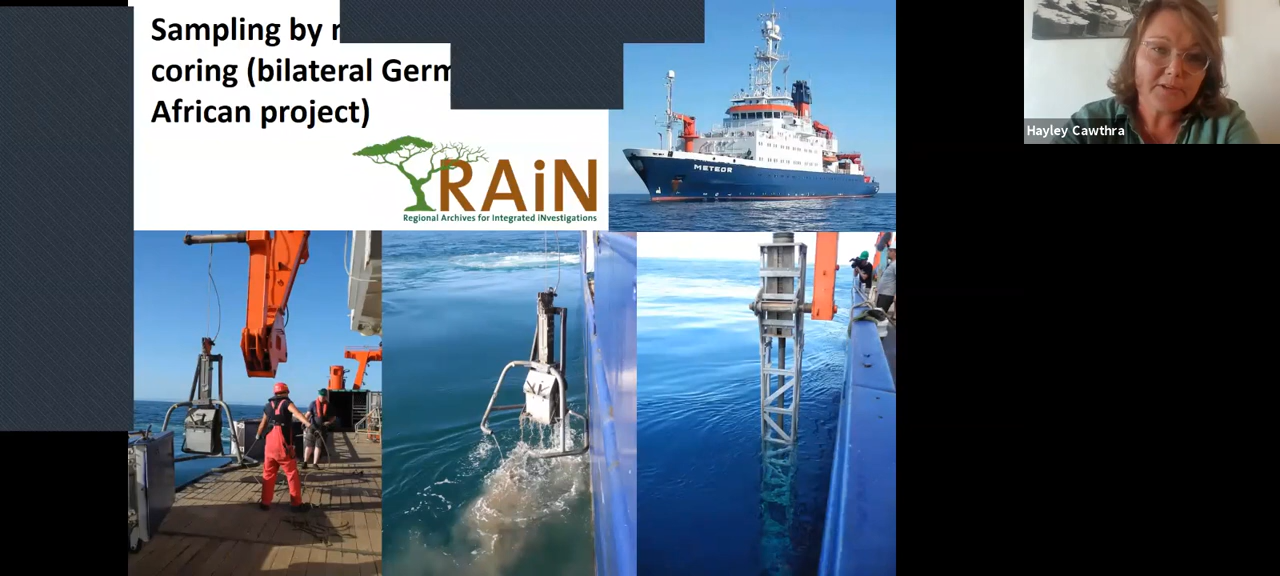 Sampling by
coring (bilateral Germ
African project)
RAiN
Regional Archives for Integrated iNvestigations
METEOR
Hayley Cawthra